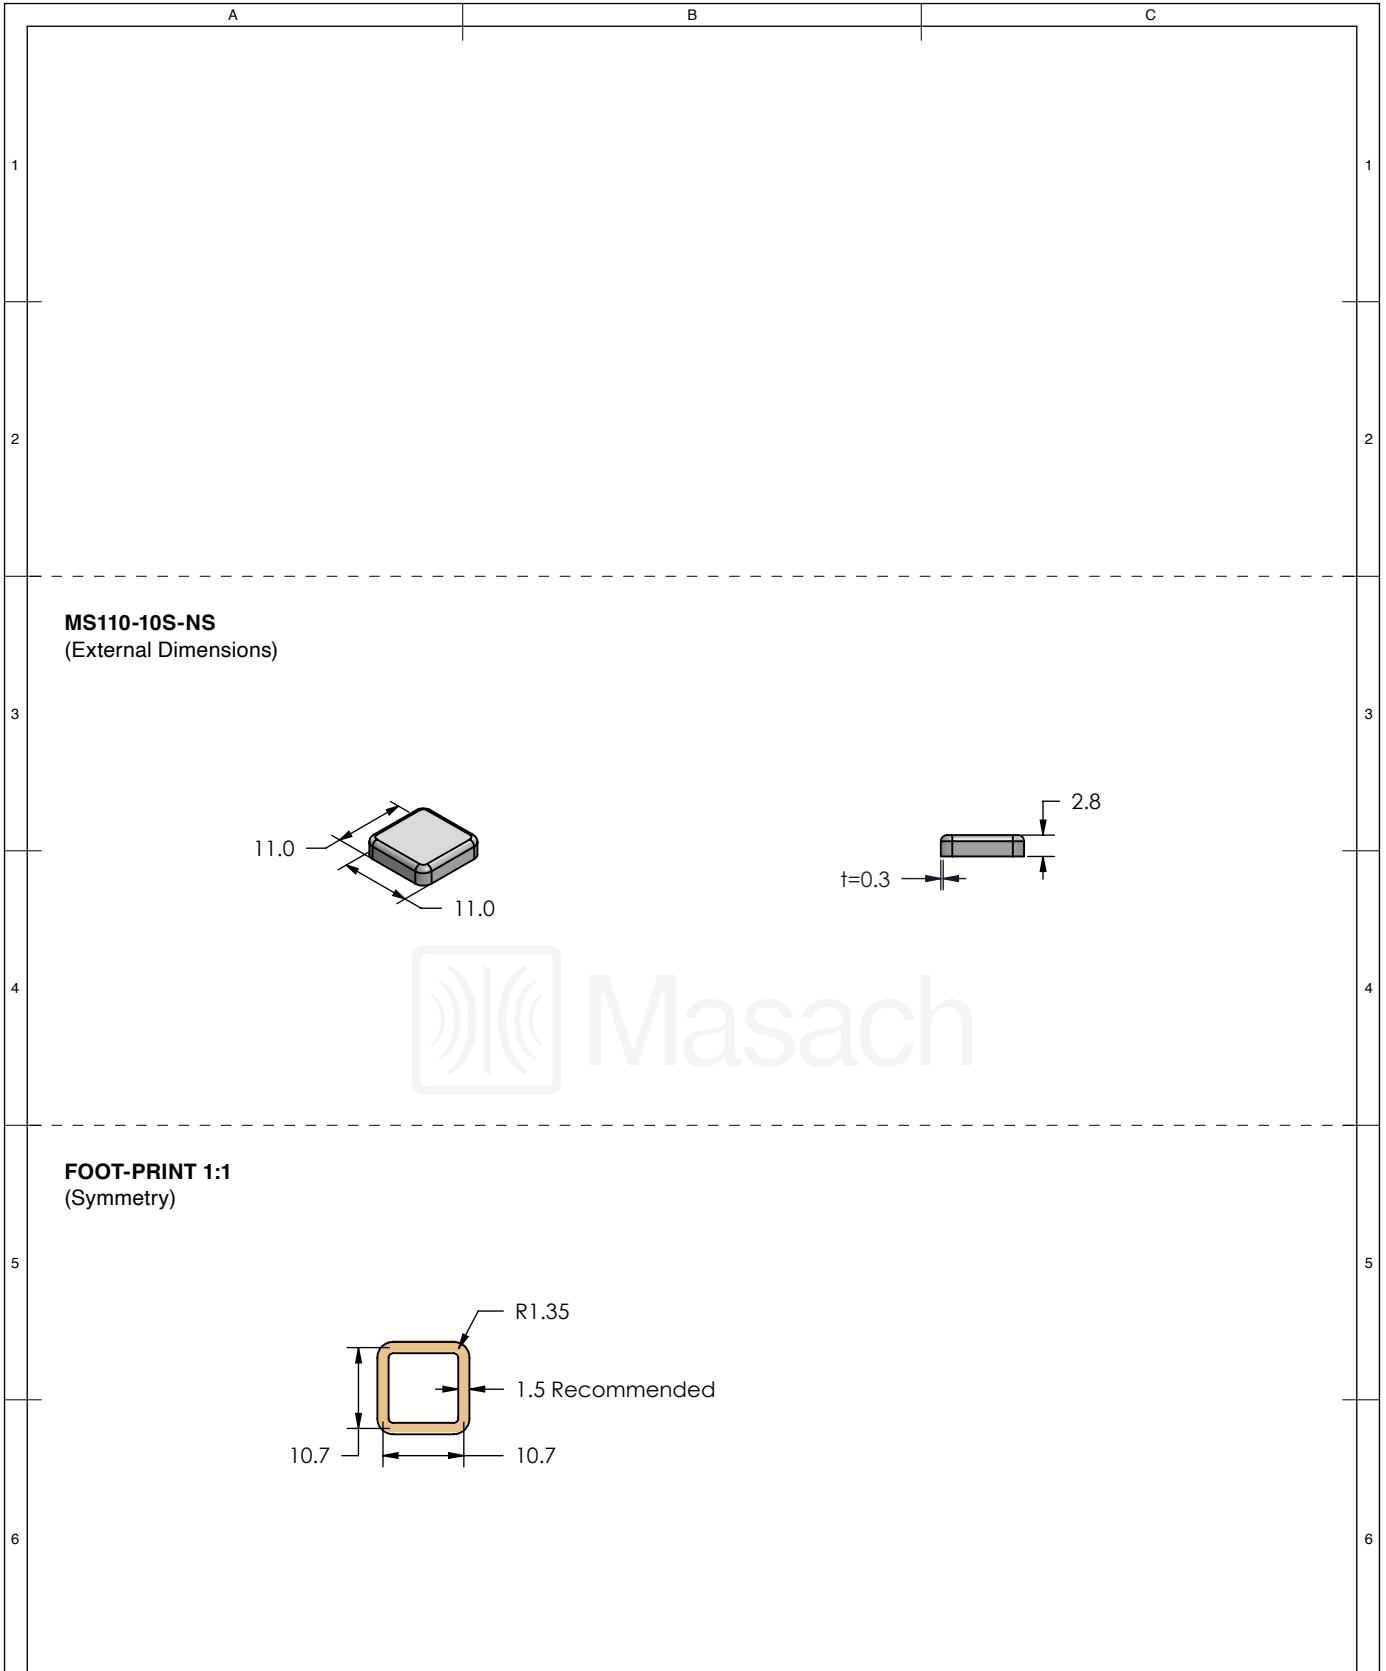 A B C
1 1
2 2
MS110-10S-NS
(External Dimensions)
3 3
2.8
11.0
t=0.3
11.0
Masach
4 4
FOOT-PRINT 1:1
(Symmetry)
5 5
R1.35
1.5 Recommended
10.7 10.7
6 6